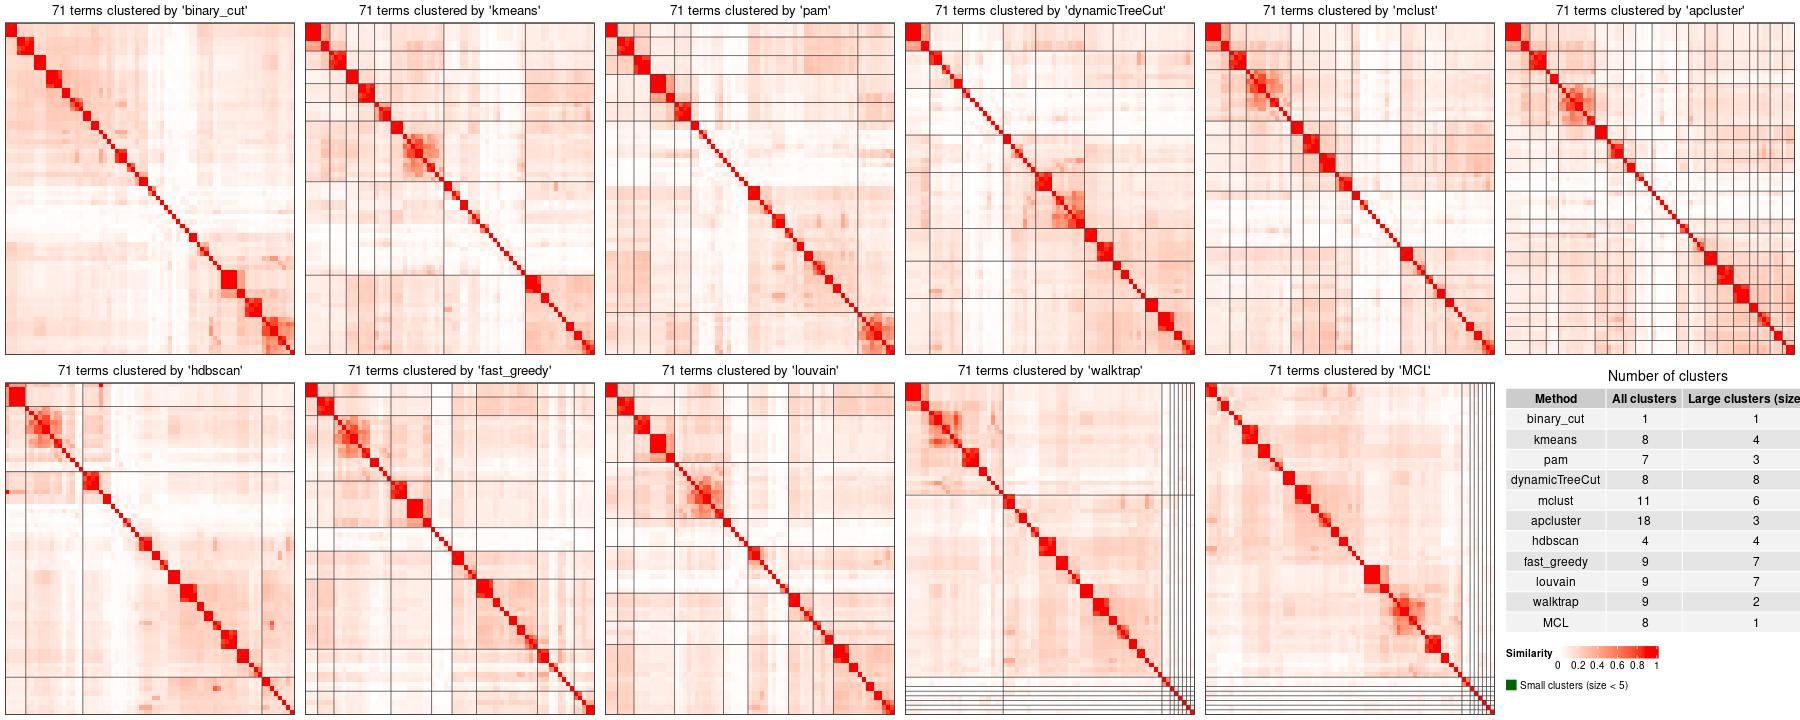 71 terms clustered by 'binary_cut'
71 terms clustered by 'kmeans'
71 terms clustered by 'pam'
71 terms clustered by 'dynamicTreeCut'
71 terms clustered by 'mclust'
71 terms clustered by 'apcluster'
71 terms clustered by 'hdbscan'
71 terms clustered by 'fast_greedy'
71 terms clustered by 'louvain'
71 terms clustered by 'walktrap'
71 terms clustered by 'MCL'
Number of clusters
Method All clusters Large clusters (size
binary_cut 1 1
kmeans 8 4
pam 7 3
dynamicTreeCut 8 8
mclust 11 6
apcluster 18 3
hdbscan 4 4
fast_greedy 9 7
louvain 9 7
walktrap 9 2
MCL 8 1
Similarity
0 0.2 0.4 0.6 0.8 1
Small clusters (size < 5)